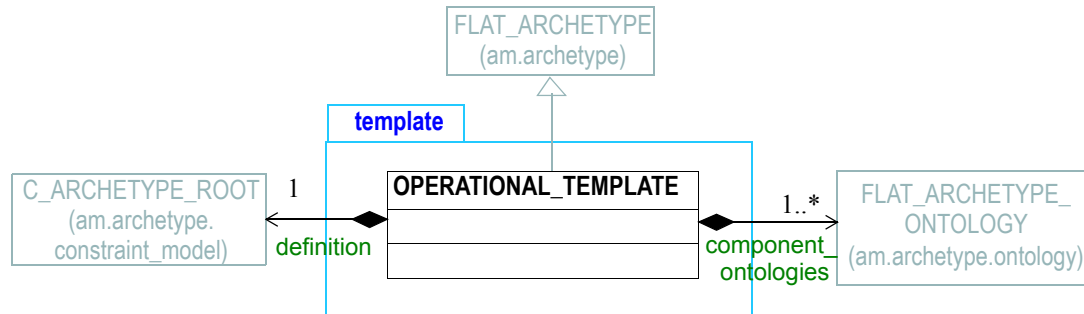 FLAT_ARCHETYPE
(am.archetype)
template
C_ARCHETYPE_ROOT
(am.archetype.
constraint_model)
1
definition
OPERATIONAL_TEMPLATE
1..*
component_
ontologies
FLAT_ARCHETYPE_
ONTOLOGY
(am.archetype.ontology)